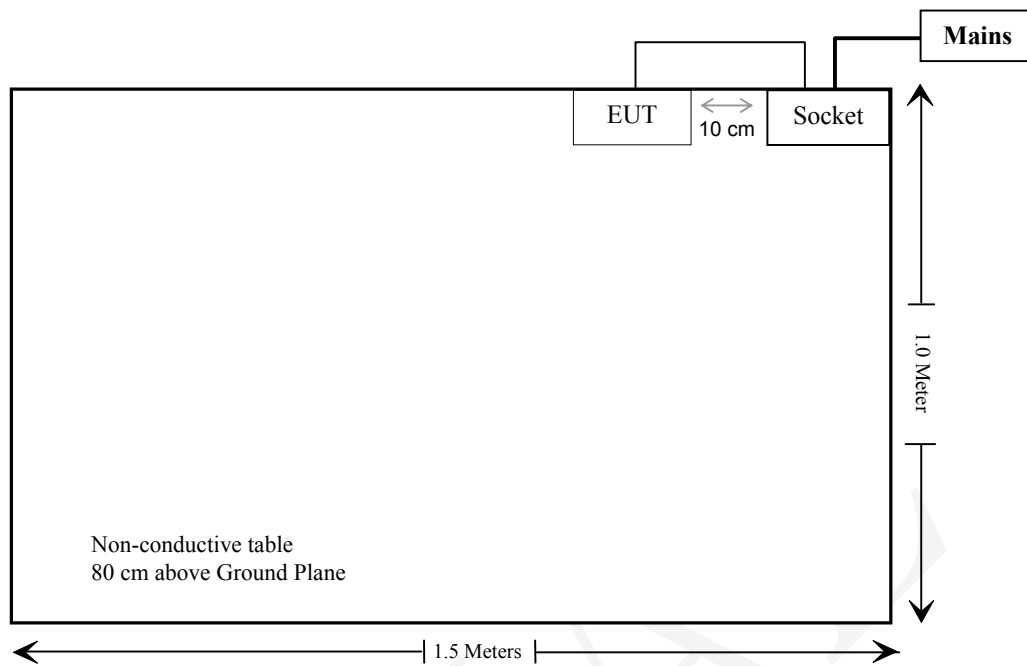 Mains
EUT
10 cm
Socket
1.0 Meter
Non-conductive table
80 cm above Ground Plane
1.5 Meters